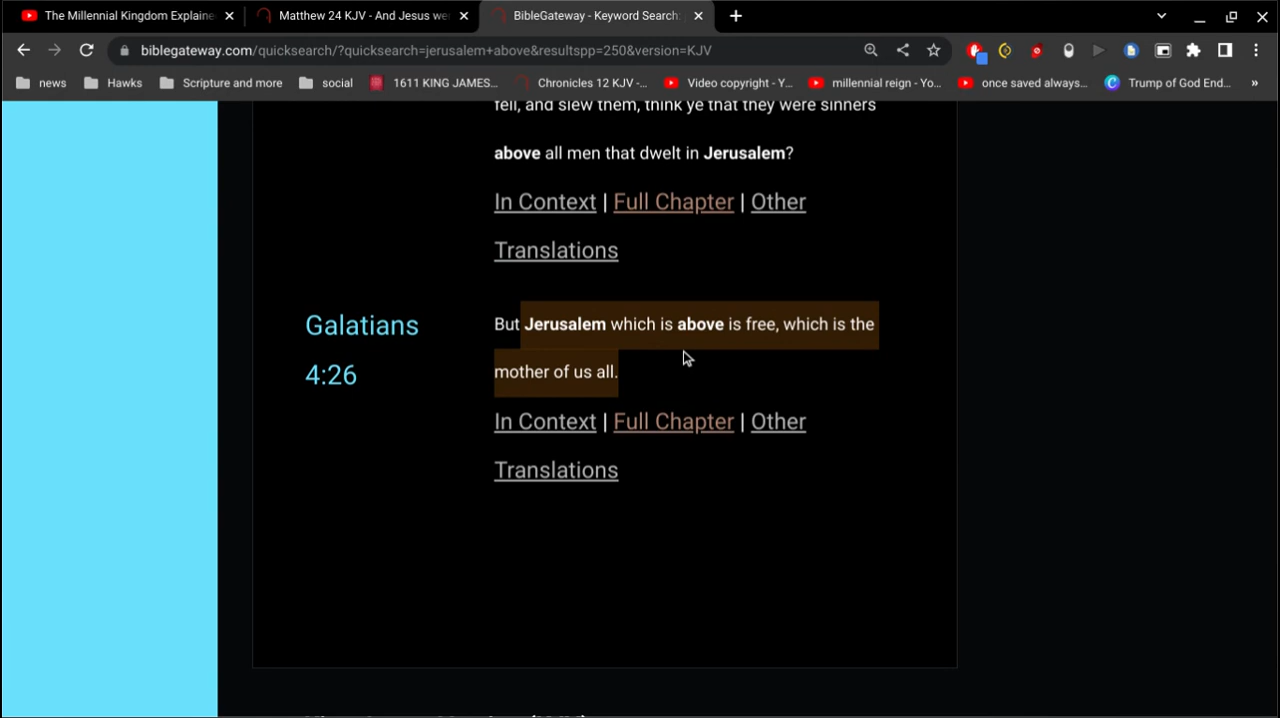 The Millennial Kingdom Explaine
Matthew 24 KJV - And Jesus wer
BibleGateway - Keyword Search:
biblegateway.com/quicksearch/?quicksearch=jerusalem+above&resultspp=250&version=KJV
news
Hawks
Scripture and more
social
1611 KING JAMES...
Chronicles 12 KJV -...
Video copyright - Y...
millennial reign - Yo...
once saved always...
Trump of God End...
»
fell, and slew them, think ye that they were sinners
above all men that dwelt in Jerusalem?
In Context | Full Chapter | Other
Translations
Galatians
4:26
But Jerusalem which is above is free, which is the
mother of us all.
In Context | Full Chapter | Other
Translations